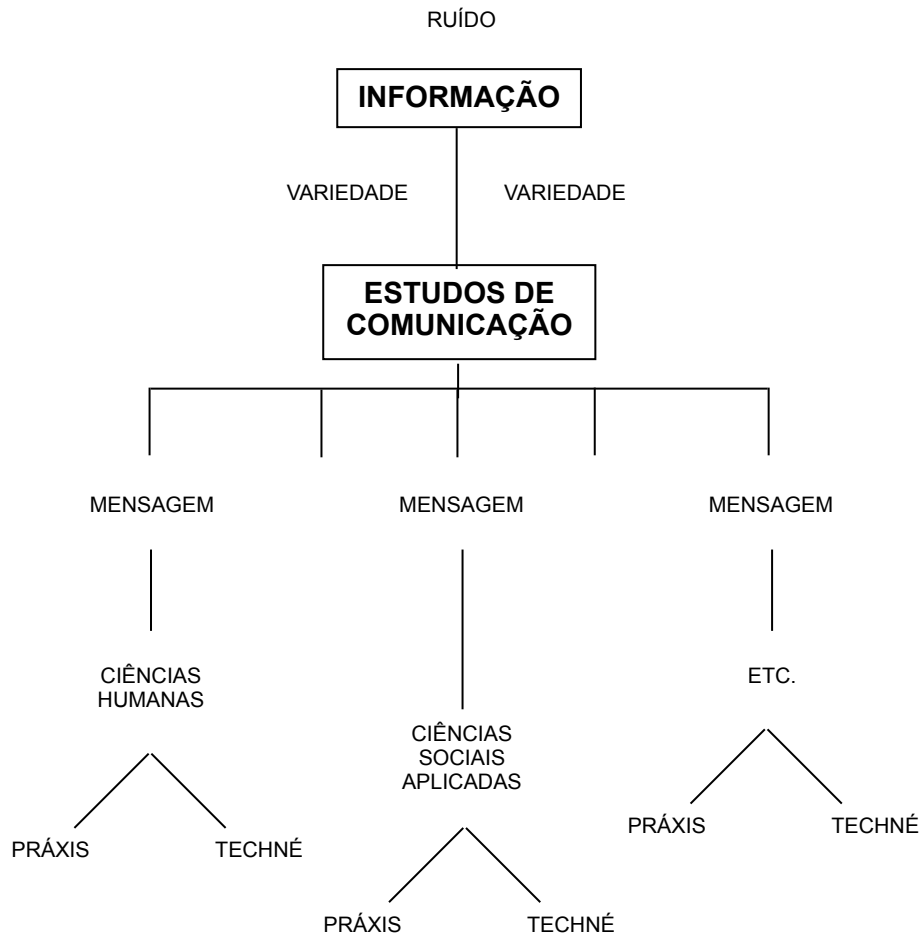 RUÍDO
INFORMAÇÃO
VARIEDADE VARIEDADE
ESTUDOS DE
COMUNICAÇÃO
MENSAGEM MENSAGEM MENSAGEM
CIÊNCIAS
HUMANAS
CIÊNCIAS
SOCIAIS
APLICADAS
ETC.
PRÁXIS TECHNÉ
PRÁXIS TECHNÉ
PRÁXIS TECHNÉ